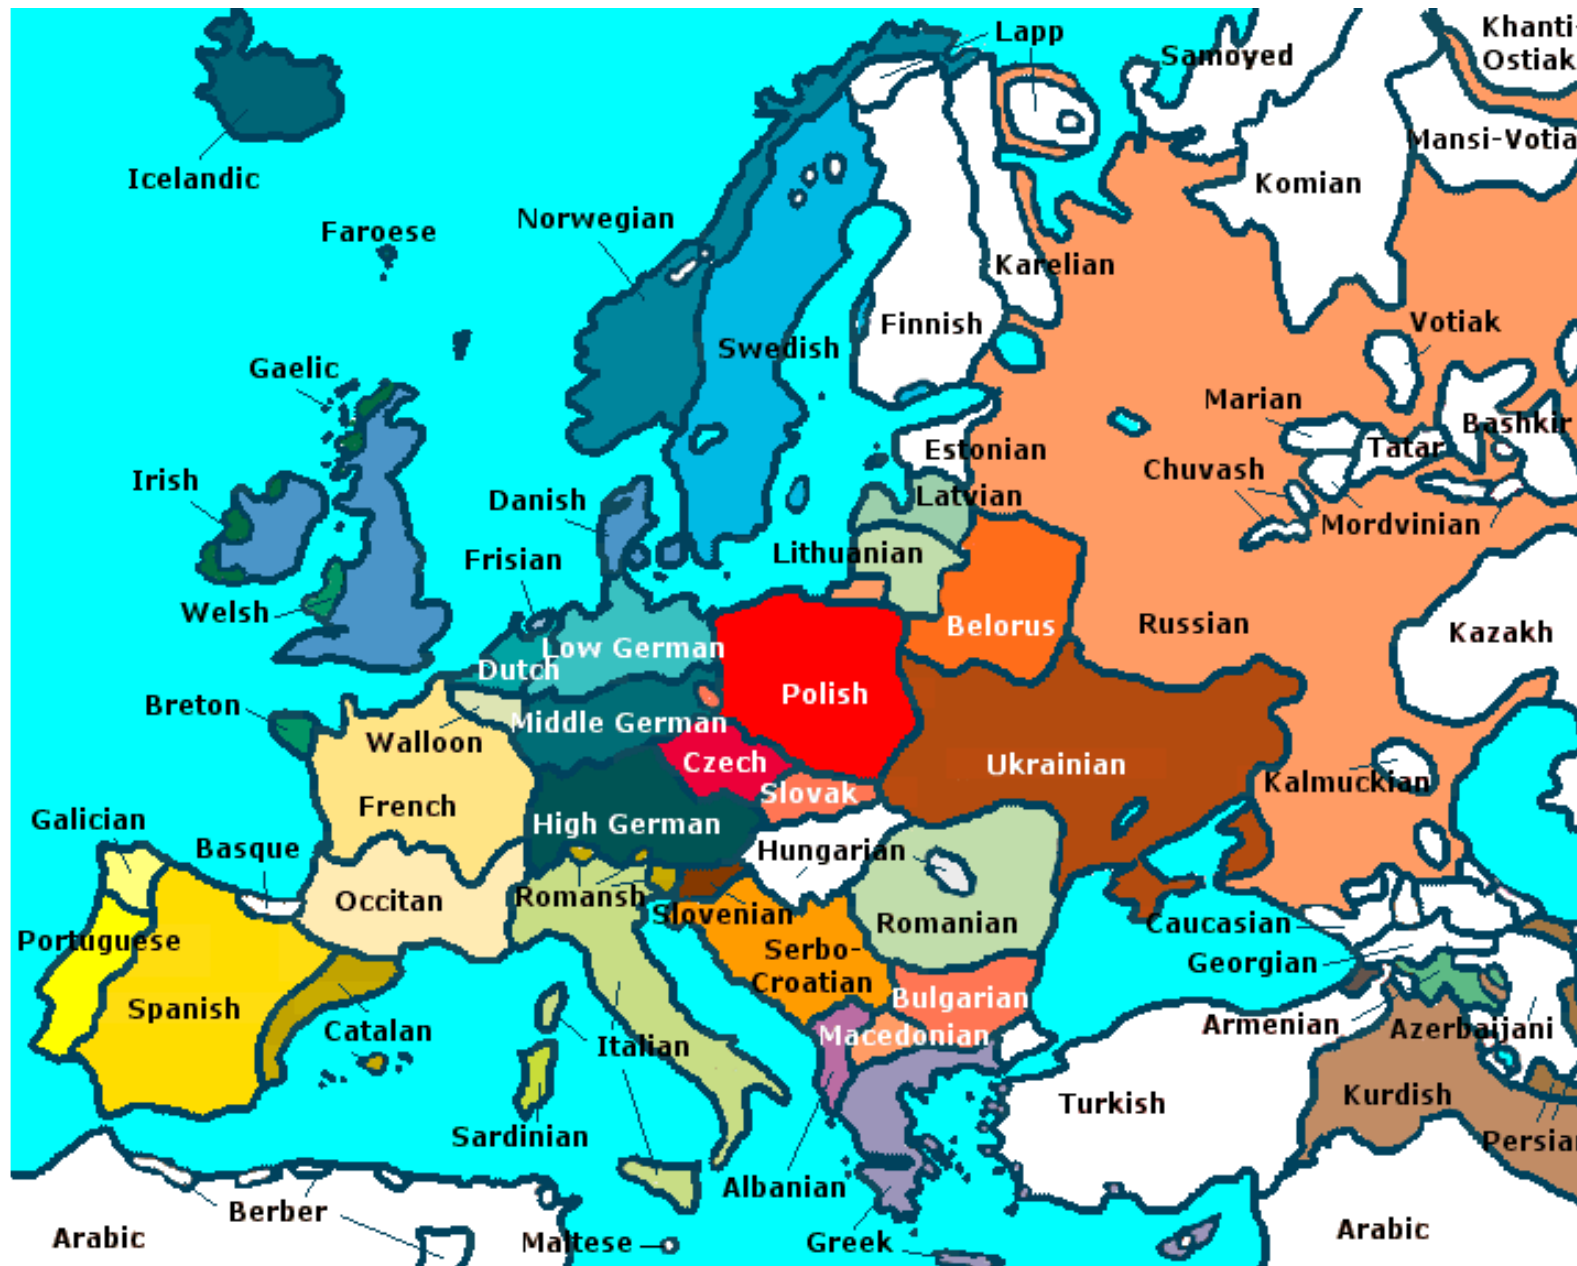 Khanti-
Ostiak
Lapp
Samoyed
Mansi-Votia
Icelandic
Komian
Norwegian
Faroese
Karelian
Finnish
Votiak
Swedish
Gaelic
Marian
Bashkir
Tatar
Estonian
Chuvash
Irish
Danish
Latvian
Mordvinian
Frisian
Lithuanian
Welsh
Belorus
Russian
Kazakh
Low German
Dutch
Polish
Breton
Middle German
Walloon
Czech
Ukrainian
Kalmuckian
Slovak
French
Galician
High German
Basque
Hungarian
Occitan
Romansh
Slovenian
Romanian
Caucasian
Portuguese
Serbo-
Croatian
Georgian
Spanish
Bulgarian
Catalan
Macedonian
Armenian
Azerbaijani
Italian
Turkish
Kurdish
Sardinian
Persian
Albanian
Berber
Arabic
Maltese
Greek
Arabic